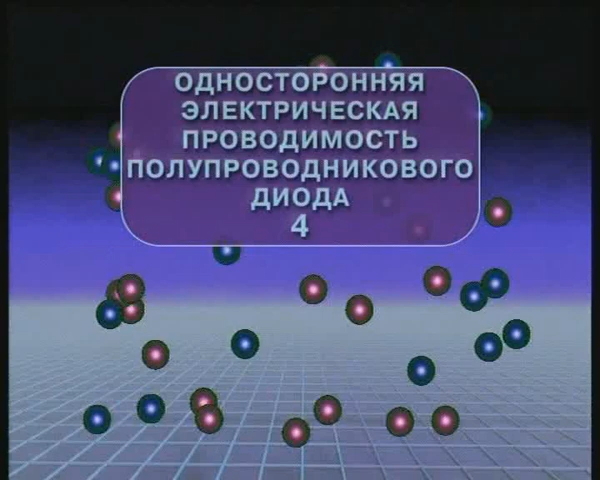 ОДНОСТОРОННЯЯ
ЭЛЕКТРИЧЕСКАЯ
ПРОВОДИМОСТЬ
ПОЛУПРОВОДНИКОВОГО
ДИОДА
4